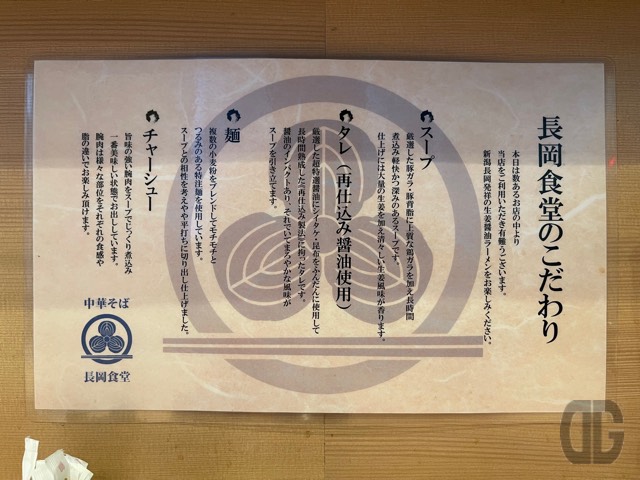 長岡食堂のこだわり
本日は数あるお店の中より
当店をご利用いただき有難うございます。
新潟長岡発祥の生姜醤油ラーメンをお楽しみください。
スープ
厳選した豚ガラ・豚背脂に上質な鶏ガラを加え長時間
煮込み軽快かつ深みのあるスープです。
仕上げには大量の生姜を加え清々しい生姜風味が香ります。
タレ（再仕込み醤油使用）
厳選した超特選醤油にシイタケ・昆布をふんだんに使用して
長時間熟成した《再仕込み製法》に拘ったタレです。
醤油のインパクトあり、それでいてまろやかな風味が
スープを引き立てます。
麺
複数の小麦粉をブレンドしてモチモチと
つるみのある特注麺を使用しています。
スープとの相性を考えやや平打ちに切り出し仕上げました。
チャーシュー
旨味の強い腕肉をスープでじっくり煮込み
一番美味しい状態でお出ししています。
腕肉は様々な部位をそれぞれの食感や
脂の違いでお楽しみ頂けます。
中華そば
長岡食堂
DG